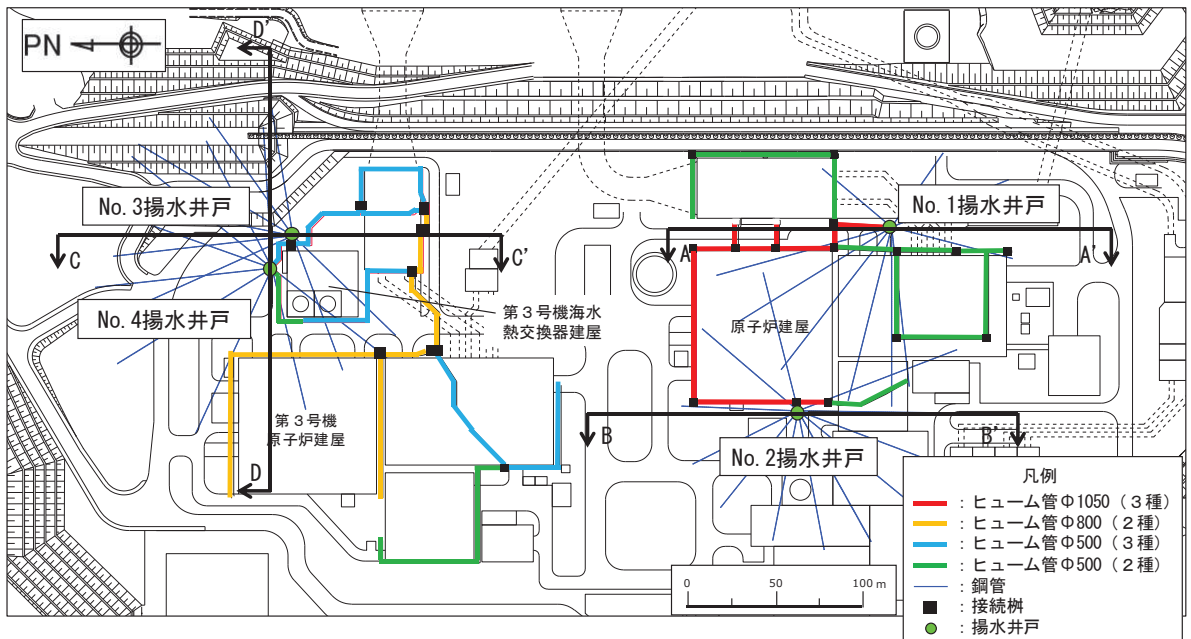 PN
D'
No. 3揚水井戸
No. 1揚水井戸
C
C'
A
A'
No. 4揚水井戸
第3号機海水
熱交換器建屋
原子炉建屋
第3号機
原子炉建屋
D
B
B'
No. 2揚水井戸
凡例
:ヒューム管Φ1050(3種)
:ヒューム管Φ800(2種)
:ヒューム管Φ500(3種)
:ヒューム管Φ500(2種)
:鋼管
:接続桝
:揚水井戸
0 50 100 m